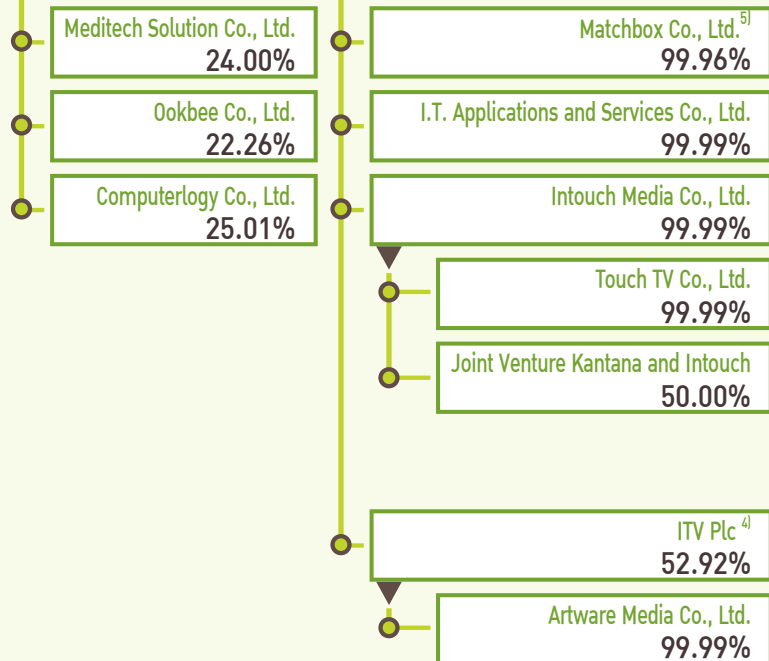 Meditech Solution Co., Ltd.
24.00%
Ookbee Co., Ltd.
22.26%
Computerlogy Co., Ltd.
25.01%
Matchbox Co., Ltd.5)
99.96%
I.T. Applications and Services Co., Ltd.
99.99%
Intouch Media Co., Ltd.
99.99%
Touch TV Co., Ltd.
99.99%
Joint Venture Kantana and Intouch
50.00%
ITV Plc 4)
52.92%
Artware Media Co., Ltd.
99.99%